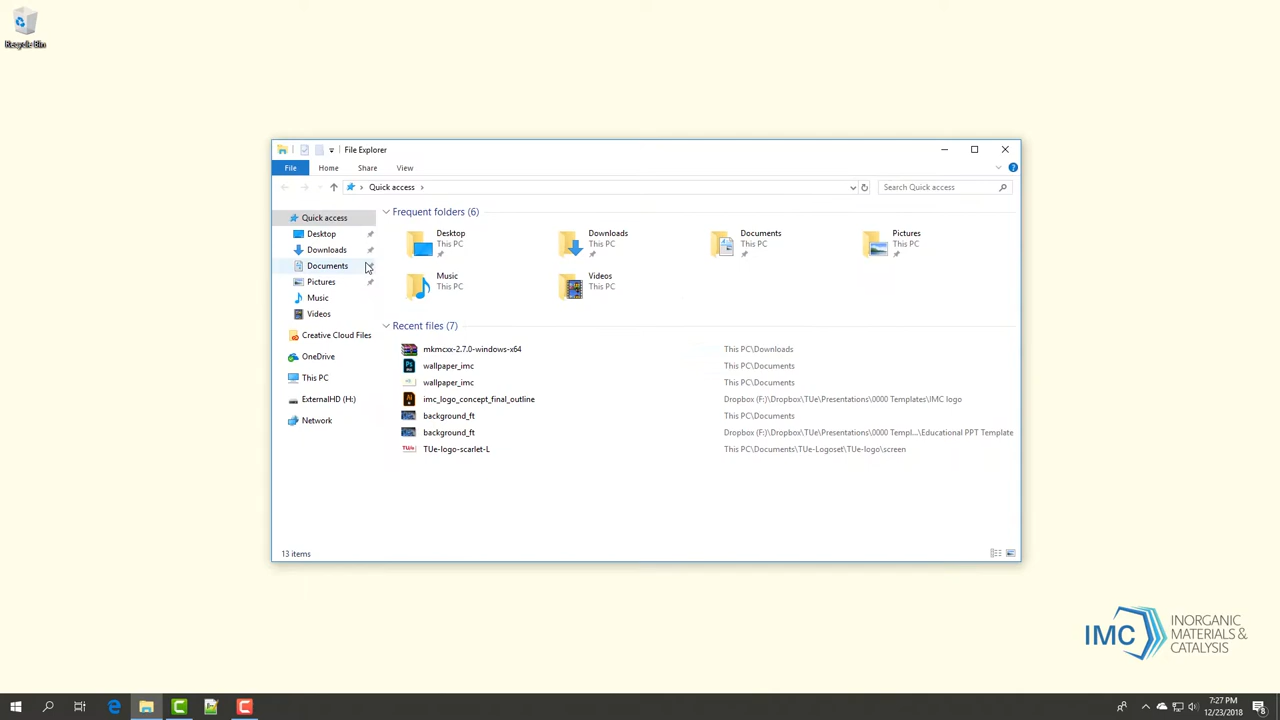 Recycle Bin
File Explorer
File Home Share View
Quick access
Search Quick access
Quick access
Desktop
Downloads
Documents
Pictures
Music
Videos
Creative Cloud Files
OneDrive
This PC
ExternalHD (H:)
Network
Frequent folders (6)
Desktop
This PC
Downloads
This PC
Documents
This PC
Pictures
This PC
Music
This PC
Videos
This PC
Recent files (7)
mkmcxx-2.7.0-windows-x64 This PC\Downloads
wallpaper_imc This PC\Documents
wallpaper_imc This PC\Documents
imc_logo_concept_final_outline Dropbox (F:)\Dropbox\TUe\Presentations\0000 Templates\IMC logo
background_ft This PC\Documents
background_ft Dropbox (F:)\Dropbox\TUe\Presentations\0000 Templ...\Educational PPT Template
TUe-logo-scarlet-L This PC\Documents\TUe-Logoset\TUe-logo\screen
13 items
IMC
INORGANIC
MATERIALS &
CATALYSIS
7:27 PM
12/23/2018